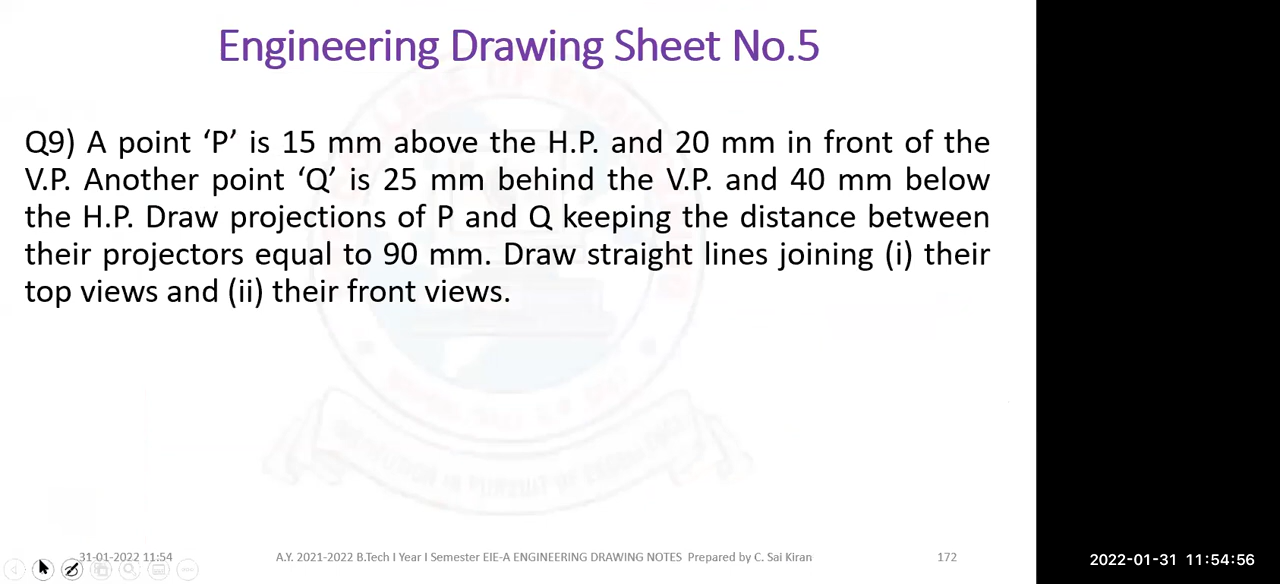 Engineering Drawing Sheet No.5
Q9) A point ‘P’ is 15 mm above the H.P. and 20 mm in front of the
V.P. Another point ‘Q’ is 25 mm behind the V.P. and 40 mm below
the H.P. Draw projections of P and Q keeping the distance between
their projectors equal to 90 mm. Draw straight lines joining (i) their
top views and (ii) their front views.
31-01-2022 11:54
A.Y. 2021-2022 B.Tech I Year I Semester EIE-A ENGINEERING DRAWING NOTES Prepared by C. Sai Kiran
172
2022-01-31 11:54:56